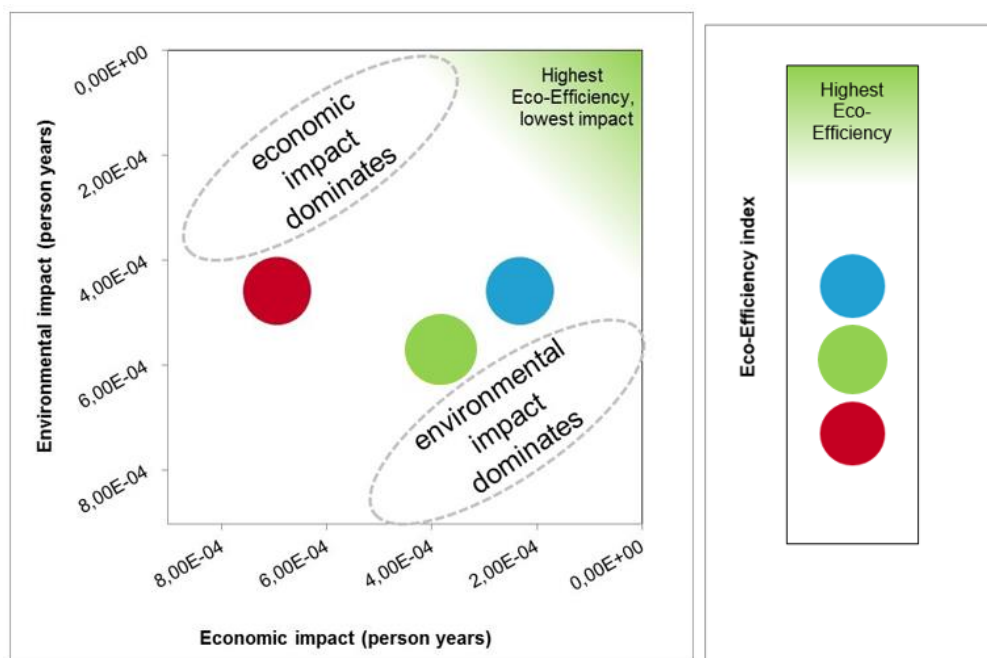 Environmental impact (person years)
0,00E+00
2,00E-04
4,00E-04
6,00E-04
8,00E-04
economic
impact
dominates
Highest
Eco-Efficiency,
lowest impact
environmental
impact
dominates
8,00E-04
6,00E-04
4,00E-04
2,00E-04
0,00E+00
Economic impact (person years)
Eco-Efficiency index
Highest
Eco-
Efficiency